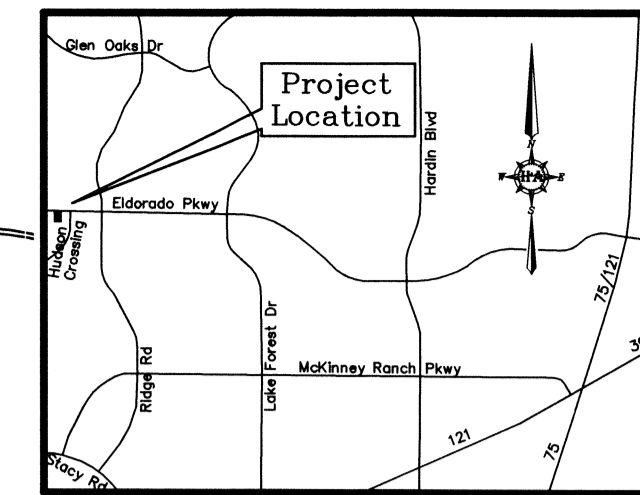 Glen Oaks Dr
Project
Location
Hardin Blvd
N
W
E
S
Eldorado Pkwy
Hudson
Crossing
75/121
Ridge Rd
Lake Forest Dr
McKinney Ranch Pkwy
121
75
Stacy Rd